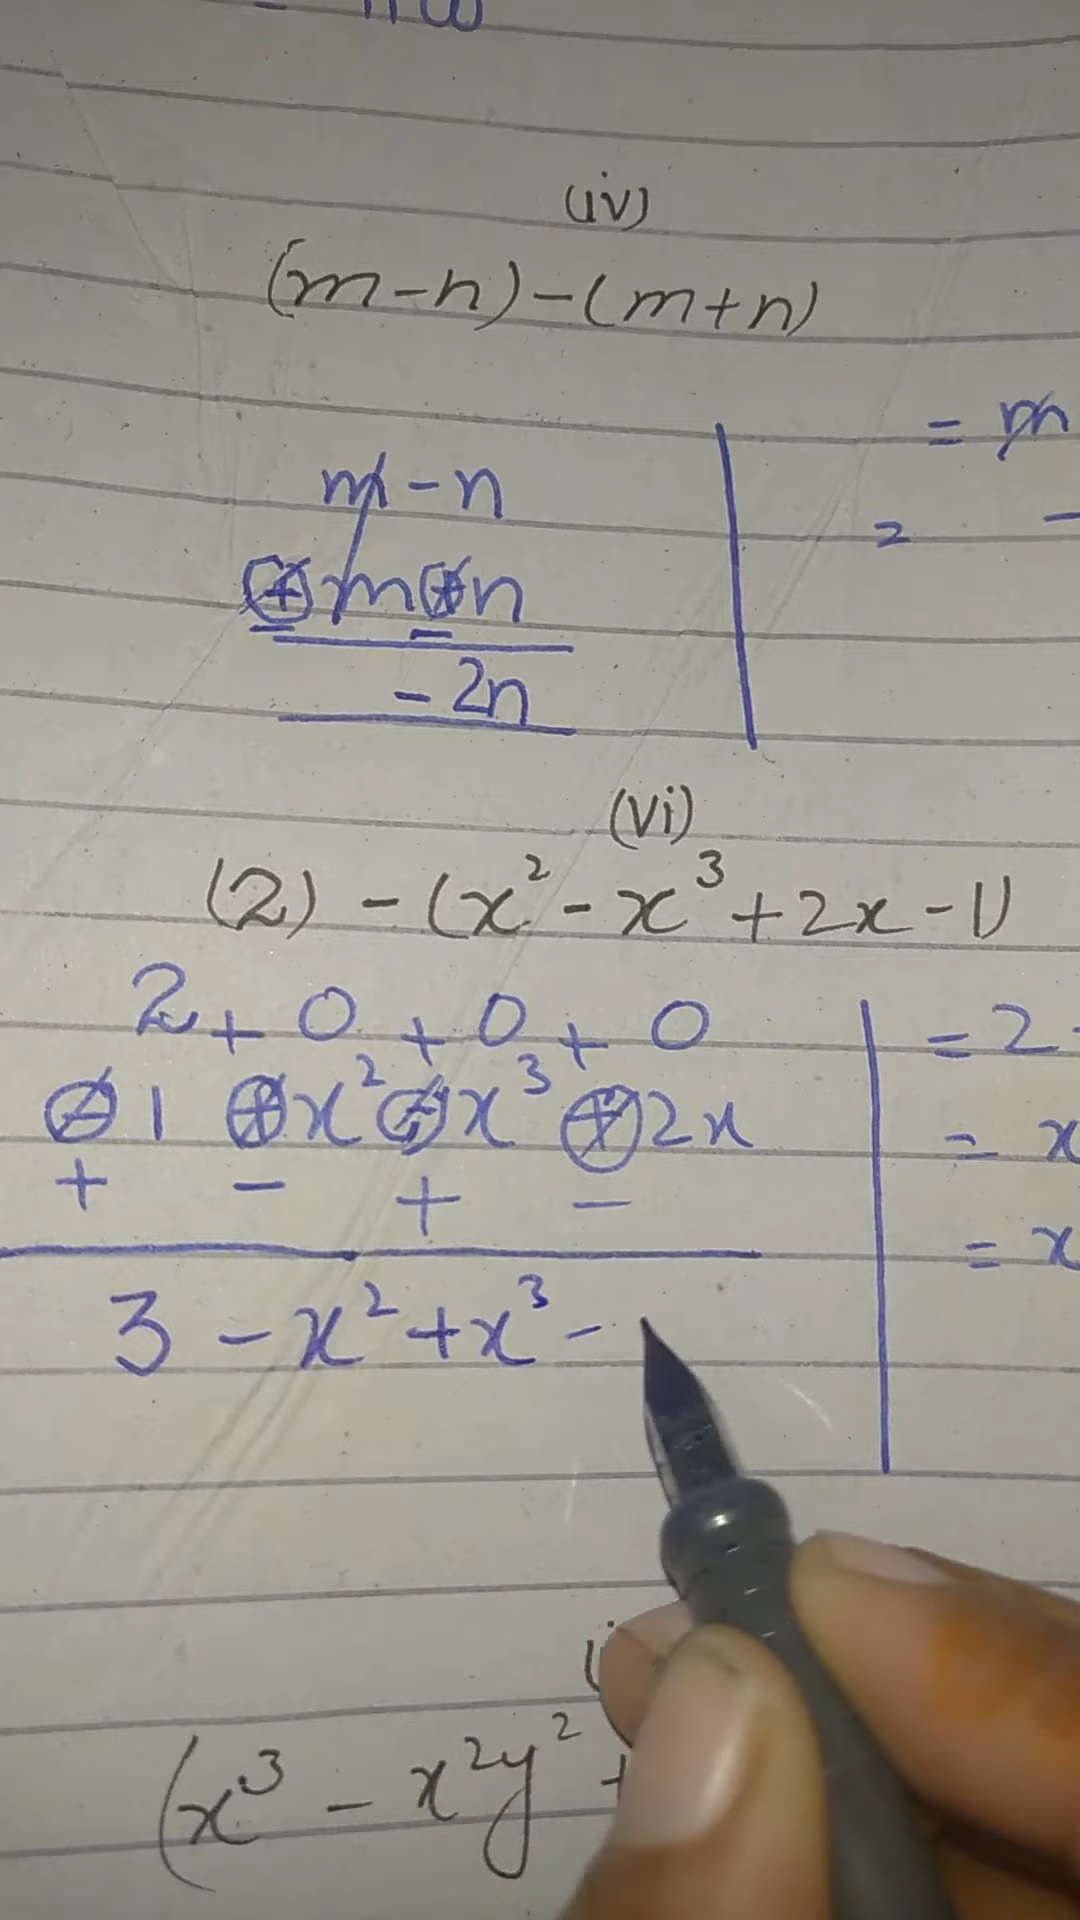 (iv)
(m-n)-(m+n)
= m
m - n
= -
+m+n
- -
- 2n
(vi)
(2) - (x² - x³ + 2x - 1)
2 + 0 + 0 + 0
= 2
-1 +x² -x³ +2x
= x
+ - + -
= x
3 - x² + x³ -
(x³ - x²y² +